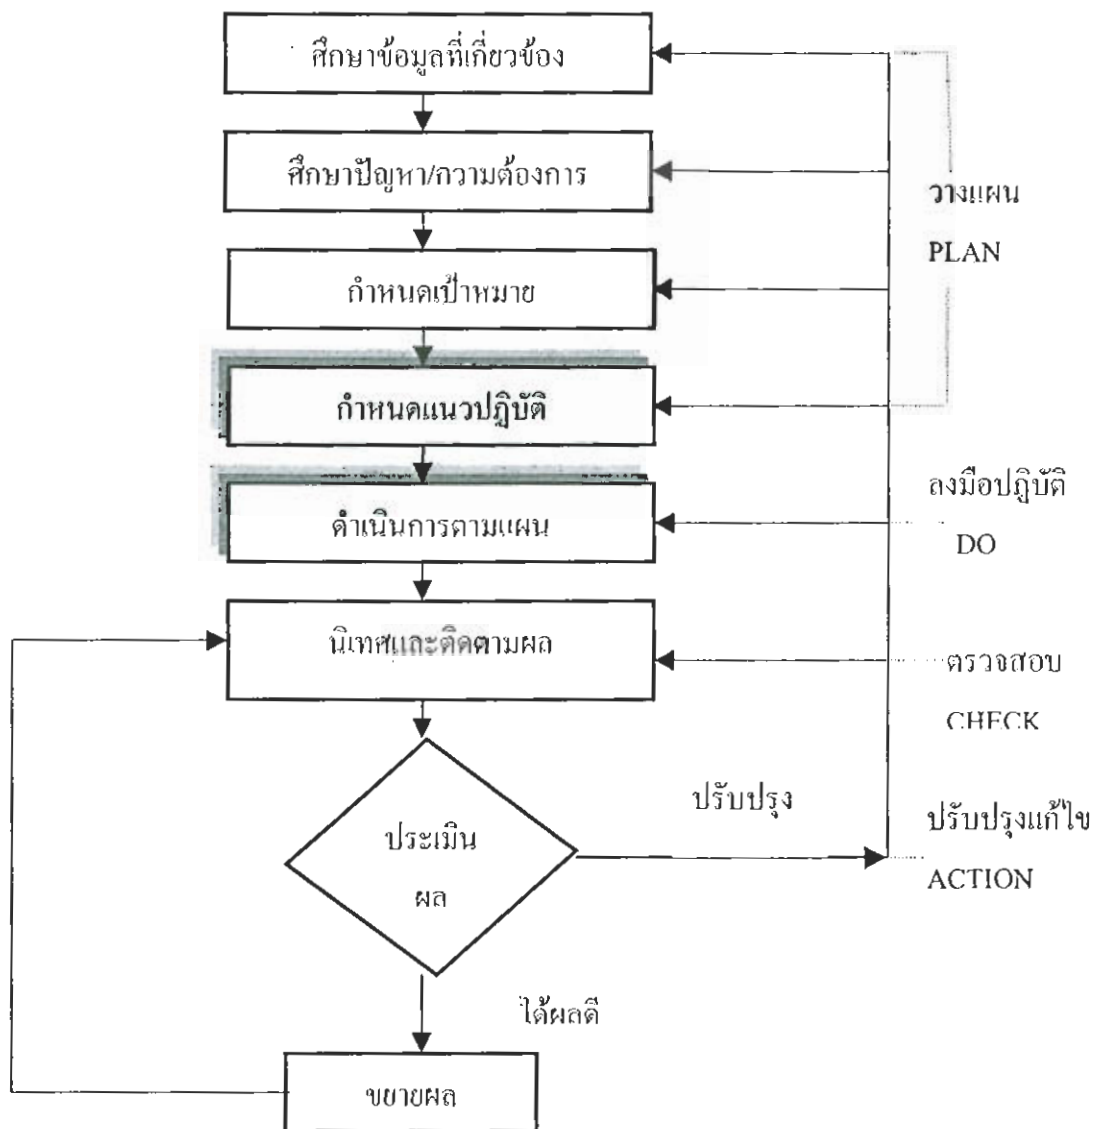 ศึกษาข้อมูลที่เกี่ยวข้อง
ศึกษาปัญหา/ความต้องการ
วางแผน
PLAN
กำหนดเป้าหมาย
กำหนดแนวปฏิบัติ
ลงมือปฏิบัติ
ดำเนินการตามแผน
DO
นิเทศและติดตามผล
ตรวจสอบ
CHECK
ปรับปรุง
ปรับปรุงแก้ไข
ประเมิน
ผล
ACTION
ได้ผลดี
ขยายผล